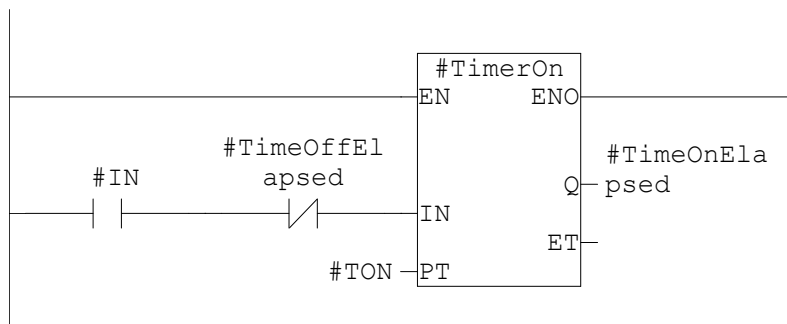 #TimerOn
EN ENO
#TimeOffEl
apsed
#TimeOnEla
psed
#IN
Q
IN
ET
#TON PT